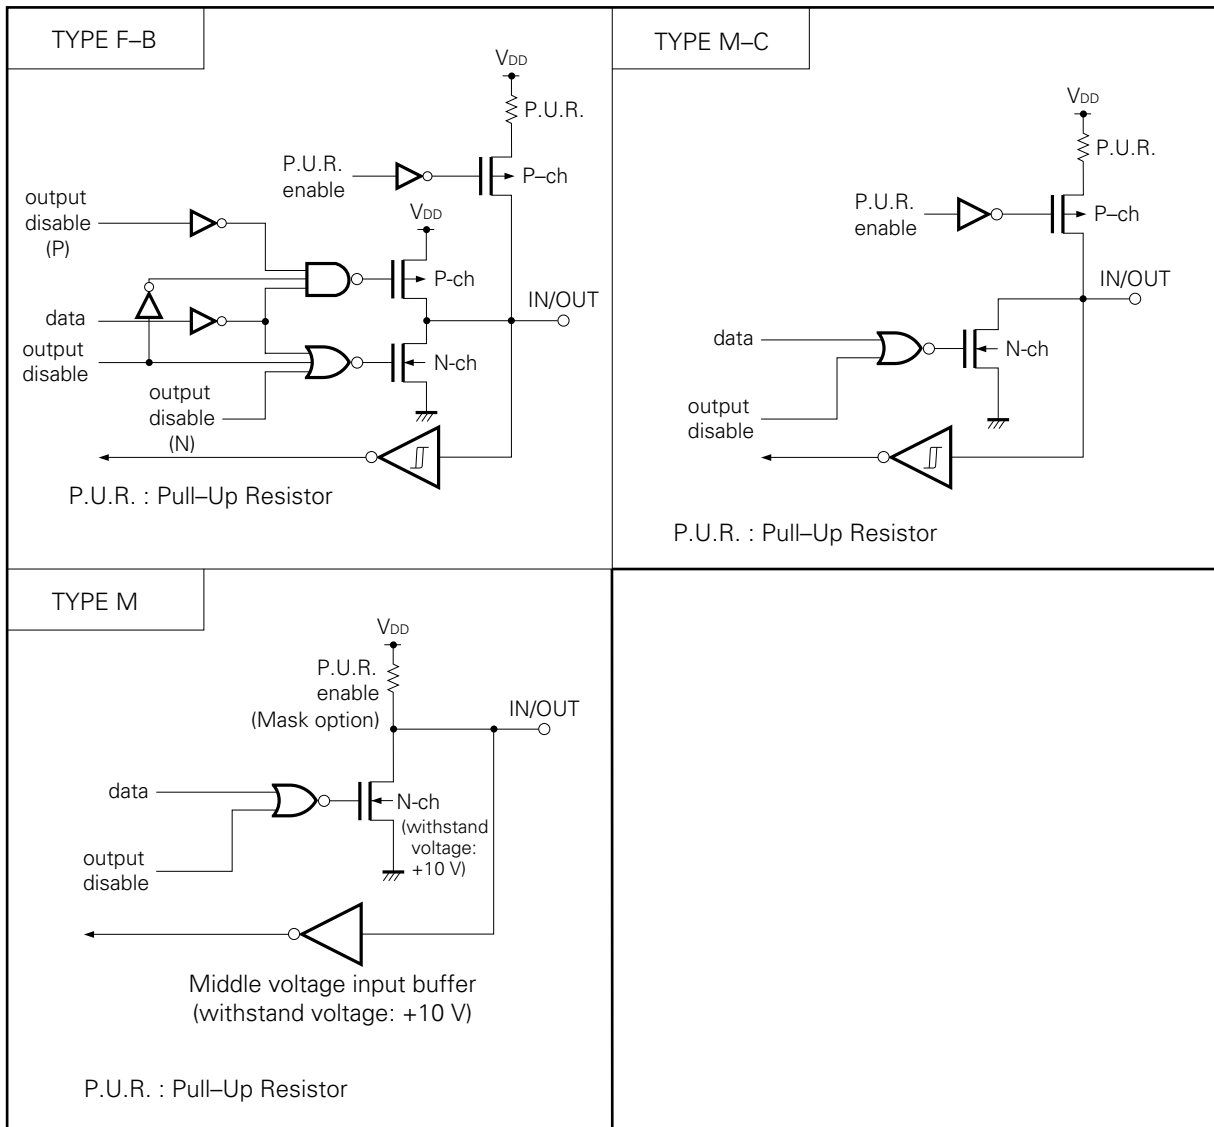 TYPE F–B
VDD
P.U.R.
P.U.R.
enable
P–ch
output
disable
(P)
VDD
P-ch
IN/OUT
data
output
disable
N-ch
output
disable
(N)
P.U.R. : Pull–Up Resistor
TYPE M–C
VDD
P.U.R.
P.U.R.
enable
P–ch
IN/OUT
data
N-ch
output
disable
P.U.R. : Pull–Up Resistor
TYPE M
VDD
P.U.R.
enable
(Mask option)
IN/OUT
data
N-ch
(withstand
voltage:
+10 V)
output
disable
Middle voltage input buffer
(withstand voltage: +10 V)
P.U.R. : Pull–Up Resistor